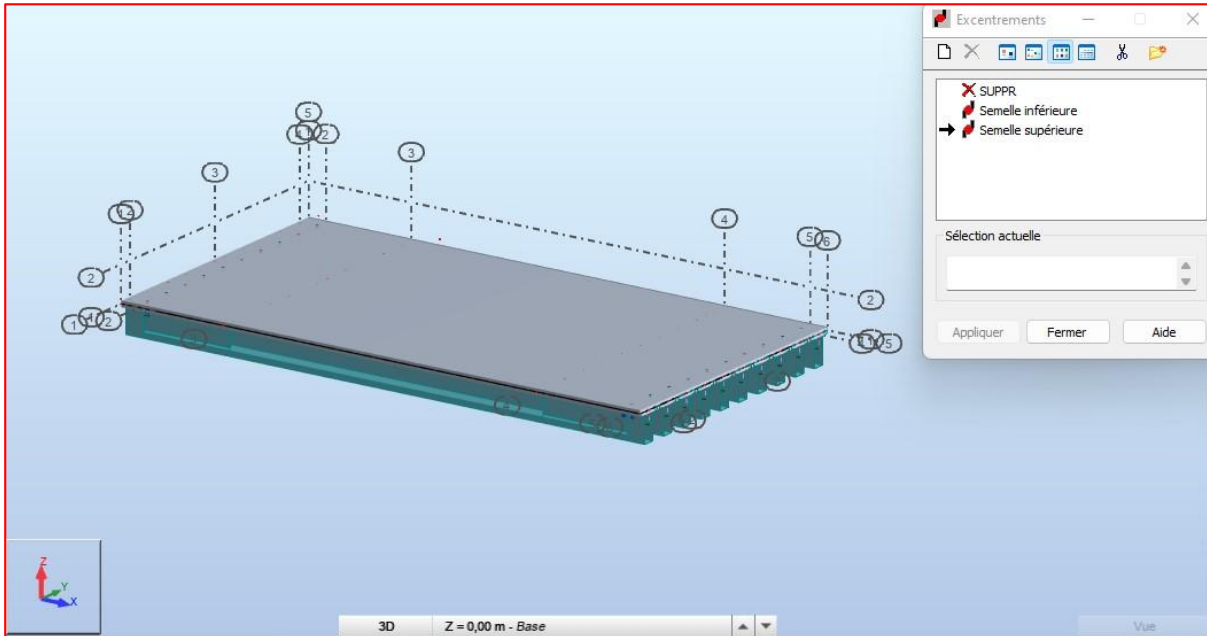 Excentrements
SUPPR
Semelle inférieure
Semelle supérieure
Sélection actuelle
Appliquer
Fermer
Aide
5
2
3
3
4
5
6
2
2
1
2
5
Z
Y
X
3D
Z = 0,00 m - Base
Vue